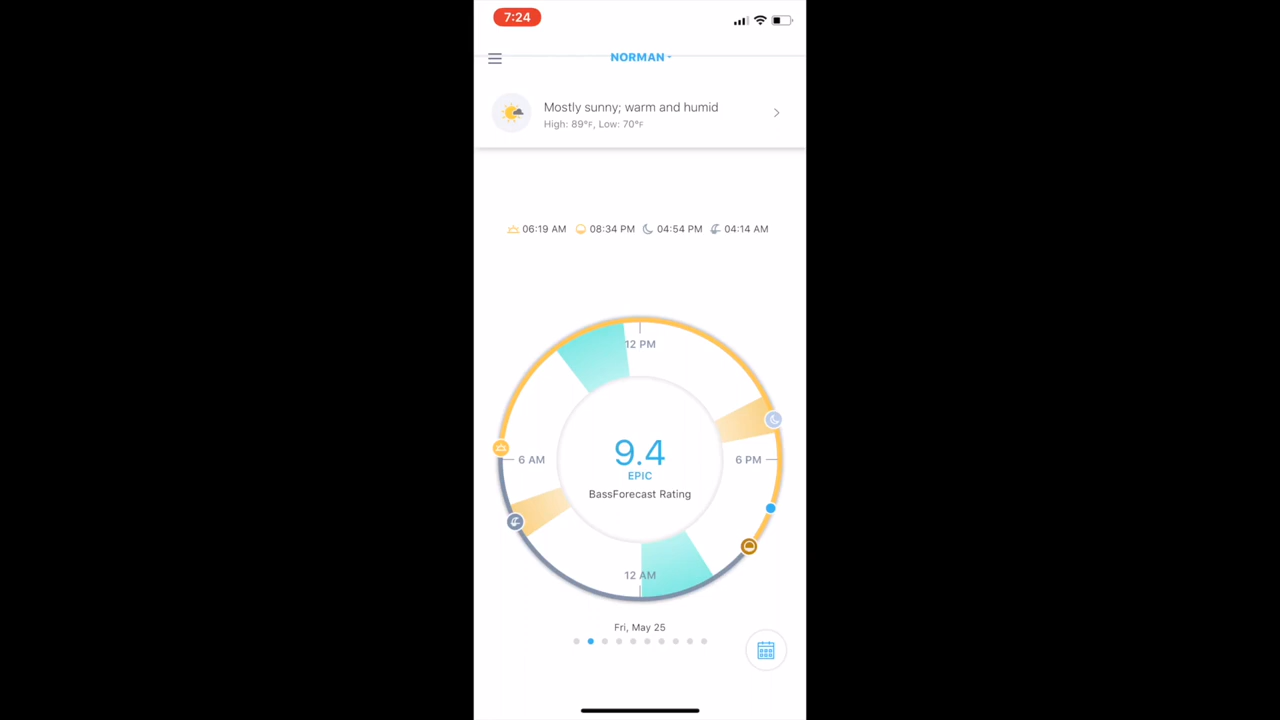 7:24
NORMAN
Mostly sunny; warm and humid
High: 89°F, Low: 70°F
06:19 AM 08:34 PM 04:54 PM 04:14 AM
12 PM
6 AM
6 PM
9.4
EPIC
BassForecast Rating
12 AM
Fri, May 25